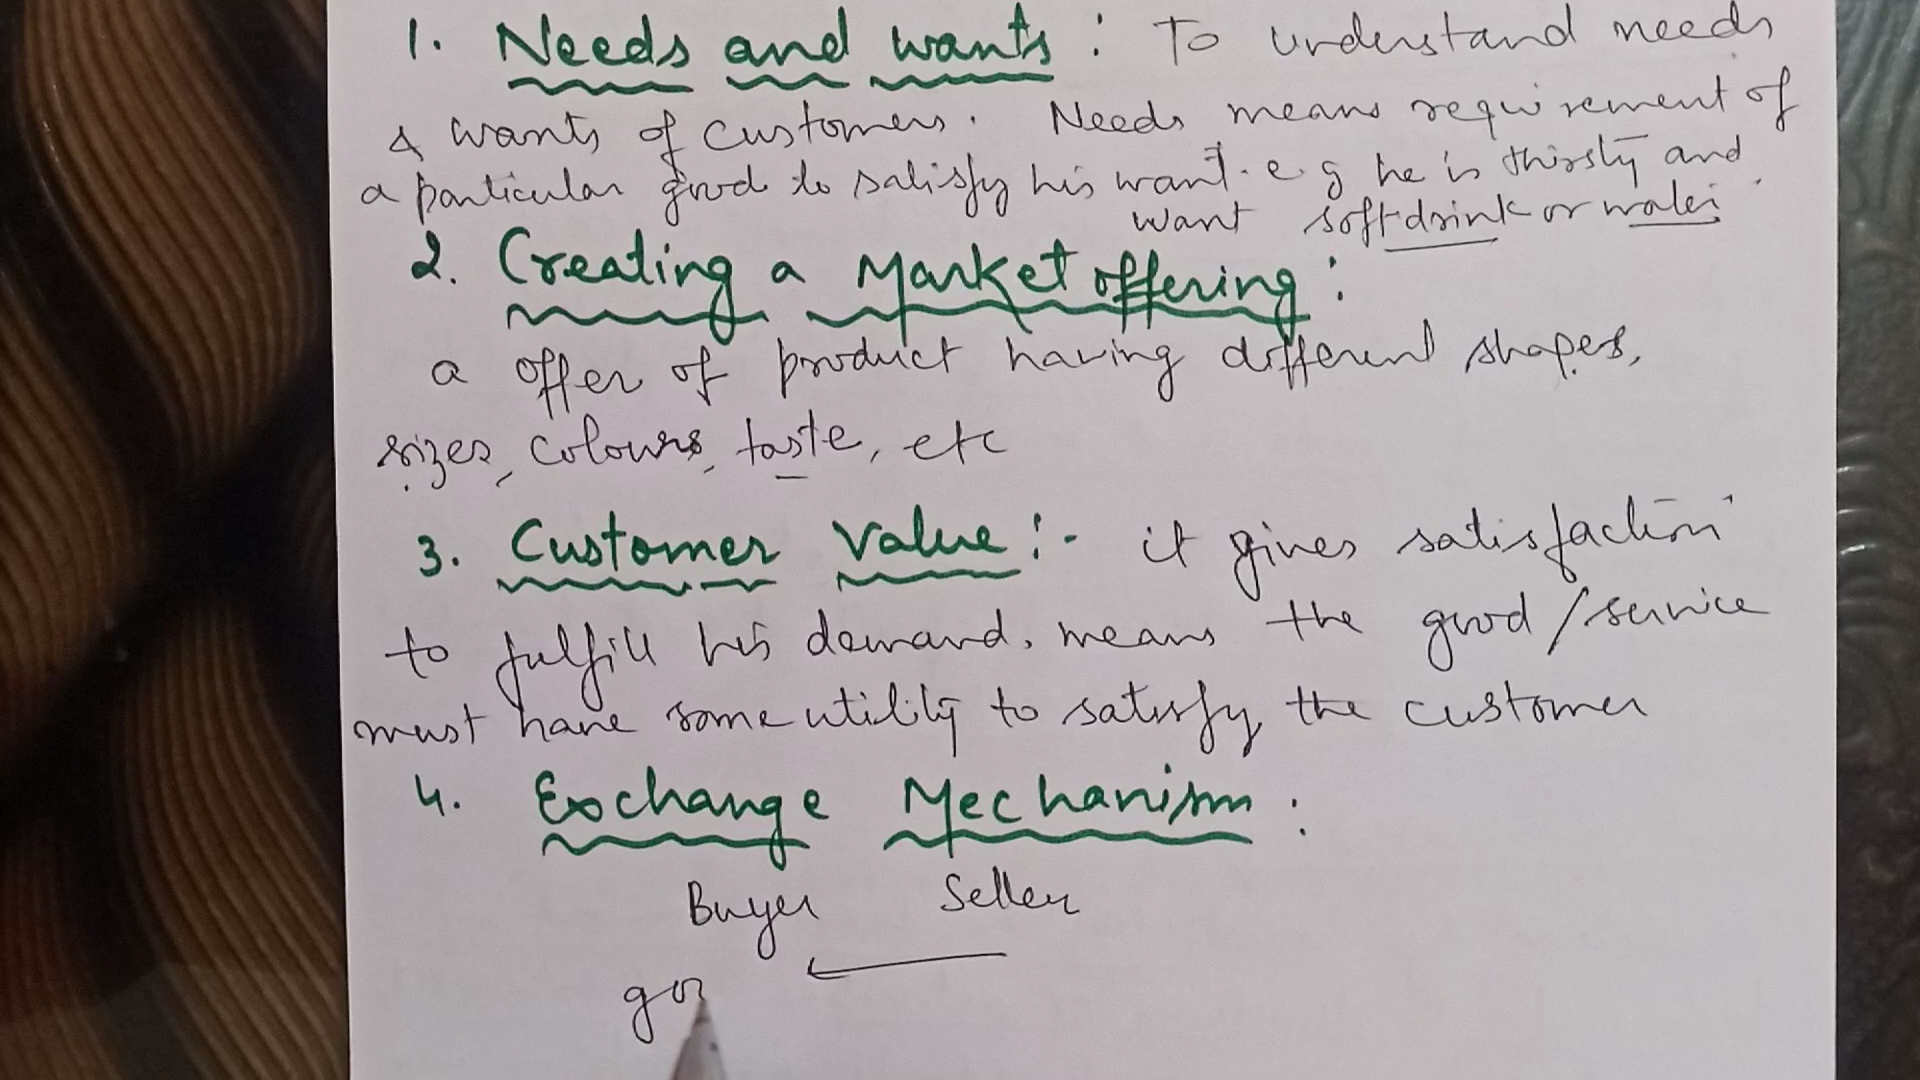 1. Needs and wants : To understand needs
& wants of customers. Needs means requirement of
a particular good to satisfy his want. e.g he is thirsty and
want soft drink or water
2. Creating a Market offering :
a offer of product having different shapes,
sizes, colours, taste, etc
3. Customer Value :- it gives satisfaction
to fulfill his demand. means the good/service
must have some utility to satisfy the customer
4. Exchange Mechanism :
Buyer Seller
go